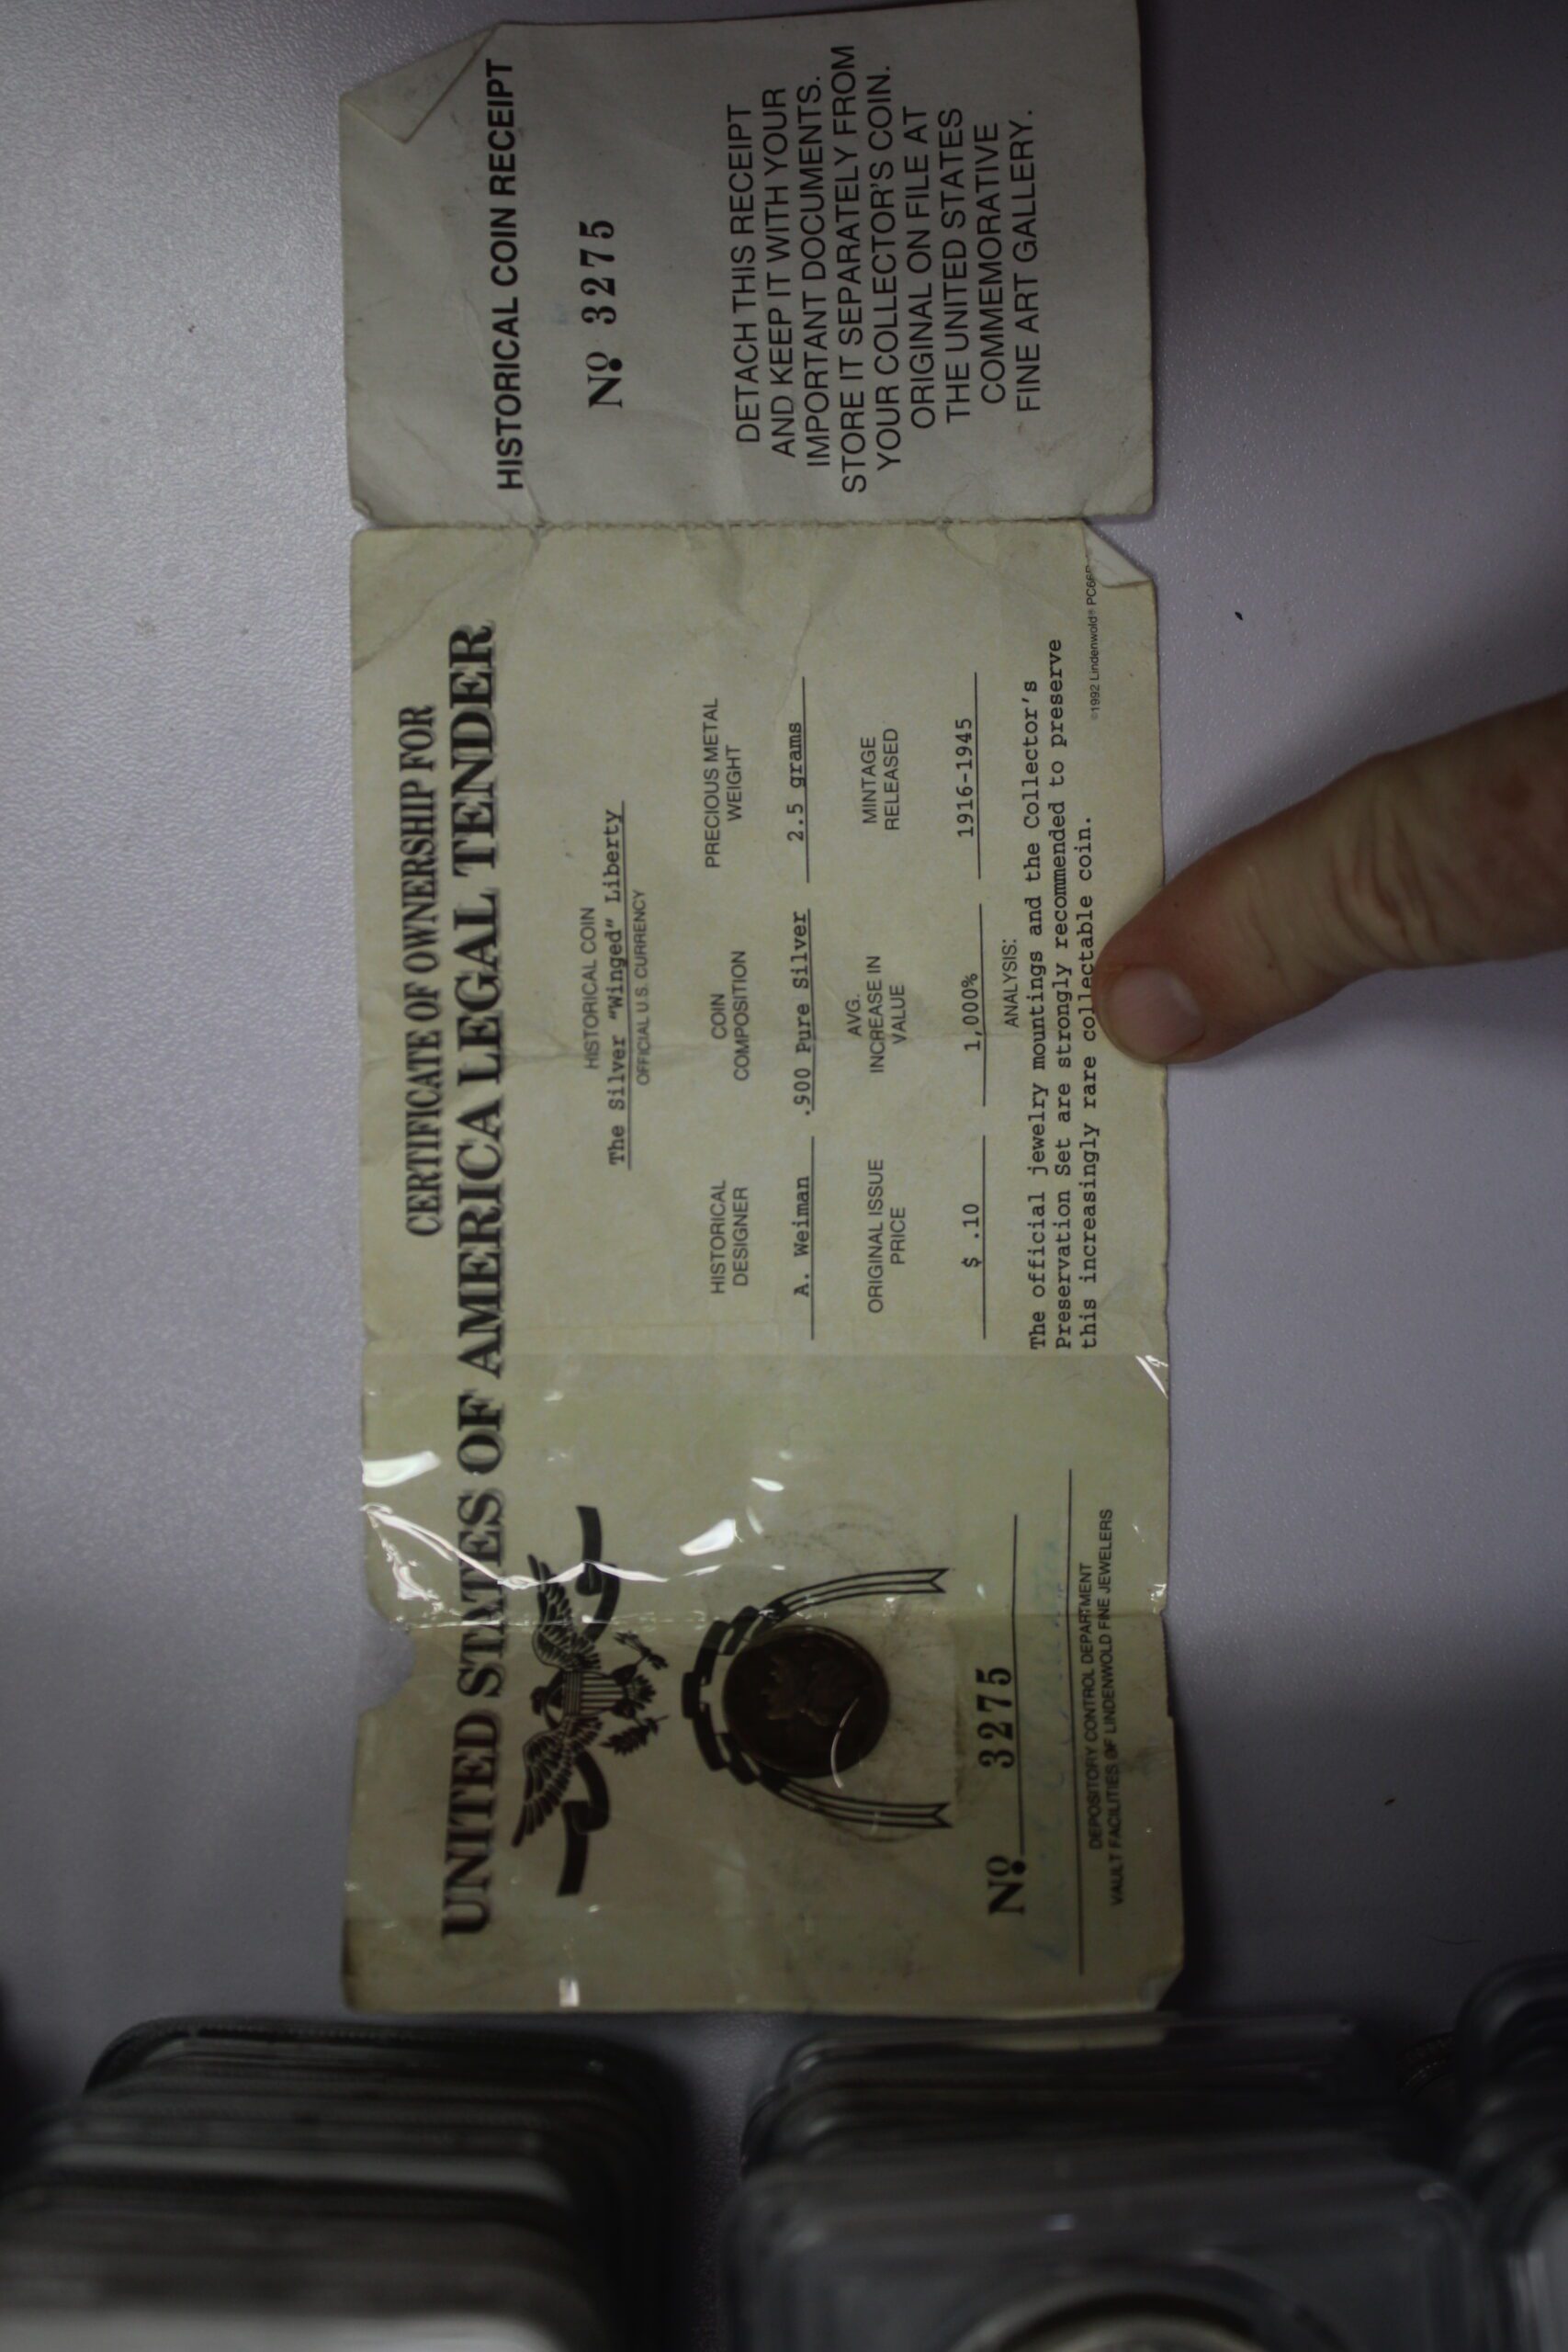 CERTIFICATE OF OWNERSHIP FOR
UNITED STATES OF AMERICA LEGAL TENDER
HISTORICAL COIN
The Silver "Winged" Liberty
OFFICIAL U.S. CURRENCY
HISTORICAL
DESIGNER
A. Weiman
COIN
COMPOSITION
.900 Pure Silver
PRECIOUS METAL
WEIGHT
2.5 grams
ORIGINAL ISSUE
PRICE
$ .10
AVG.
INCREASE IN
VALUE
1,000%
MINTAGE
RELEASED
1916-1945
ANALYSIS:
The official jewelry mountings and the Collector's
Preservation Set are strongly recommended to preserve
this increasingly rare collectable coin.
©1992 Lindenwold®
Nº 3275
DEPOSITORY CONTROL DEPARTMENT
VAULT FACILITIES OF LINDENWOLD FINE JEWELERS
HISTORICAL COIN RECEIPT
Nº 3275
DETACH THIS RECEIPT
AND KEEP IT WITH YOUR
IMPORTANT DOCUMENTS.
STORE IT SEPARATELY FROM
YOUR COLLECTOR'S COIN.
ORIGINAL ON FILE AT
THE UNITED STATES
COMMEMORATIVE
FINE ART GALLERY.